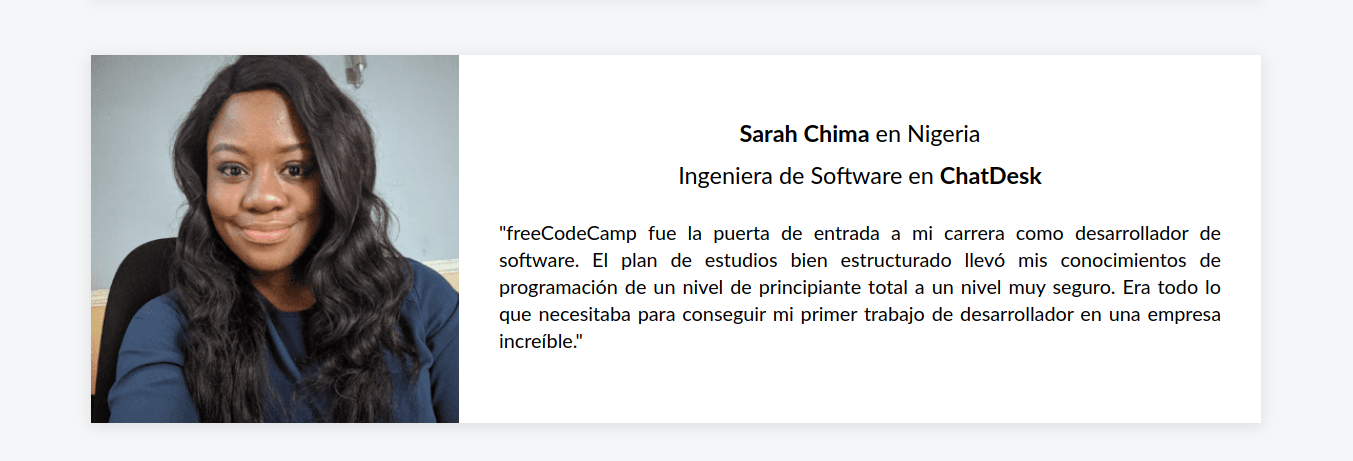 Sarah Chima en Nigeria
Ingeniera de Software en ChatDesk
"freeCodeCamp fue la puerta de entrada a mi carrera como desarrollador de
software. El plan de estudios bien estructurado llevó mis conocimientos de
programación de un nivel de principiante total a un nivel muy seguro. Era todo lo
que necesitaba para conseguir mi primer trabajo de desarrollador en una empresa
increíble."